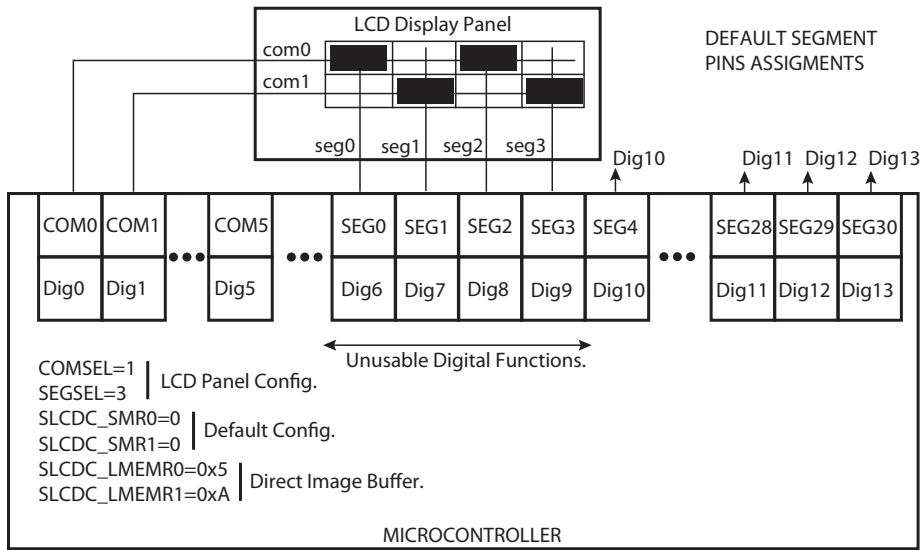 LCD Display Panel
DEFAULT SEGMENT
PINS ASSIGMENTS
com0
com1
seg0 seg1 seg2 seg3
Dig10 Dig11 Dig12 Dig13
COM0 COM1 COM5 SEG0 SEG1 SEG2 SEG3 SEG4 SEG28 SEG29 SEG30
Dig0 Dig1 Dig5 Dig6 Dig7 Dig8 Dig9 Dig10 Dig11 Dig12 Dig13
Unusable Digital Functions.
COMSEL=1
SEGSEL=3
LCD Panel Config.
SLCDC_SMR0=0
SLCDC_SMR1=0
Default Config.
SLCDC_LMEMR0=0x5
SLCDC_LMEMR1=0xA
Direct Image Buffer.
MICROCONTROLLER